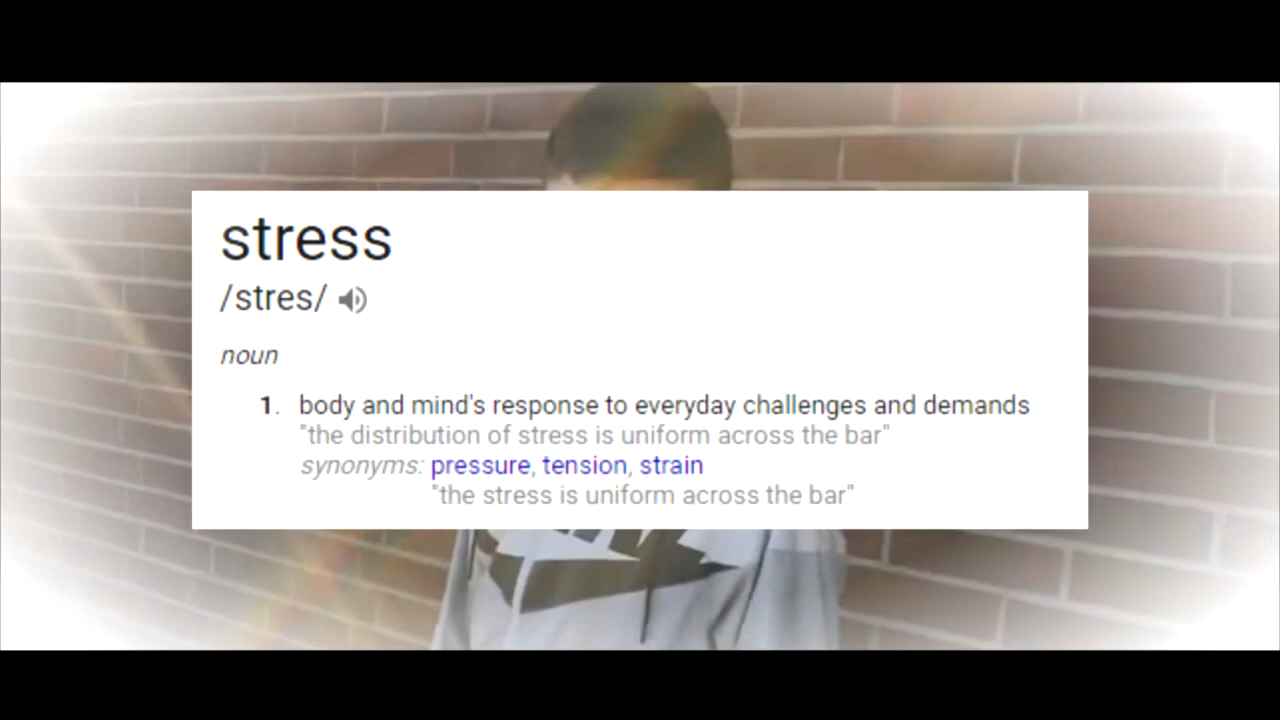 stress
/stres/
noun
1. body and mind's response to everyday challenges and demands
"the distribution of stress is uniform across the bar"
synonyms: pressure, tension, strain
"the stress is uniform across the bar"